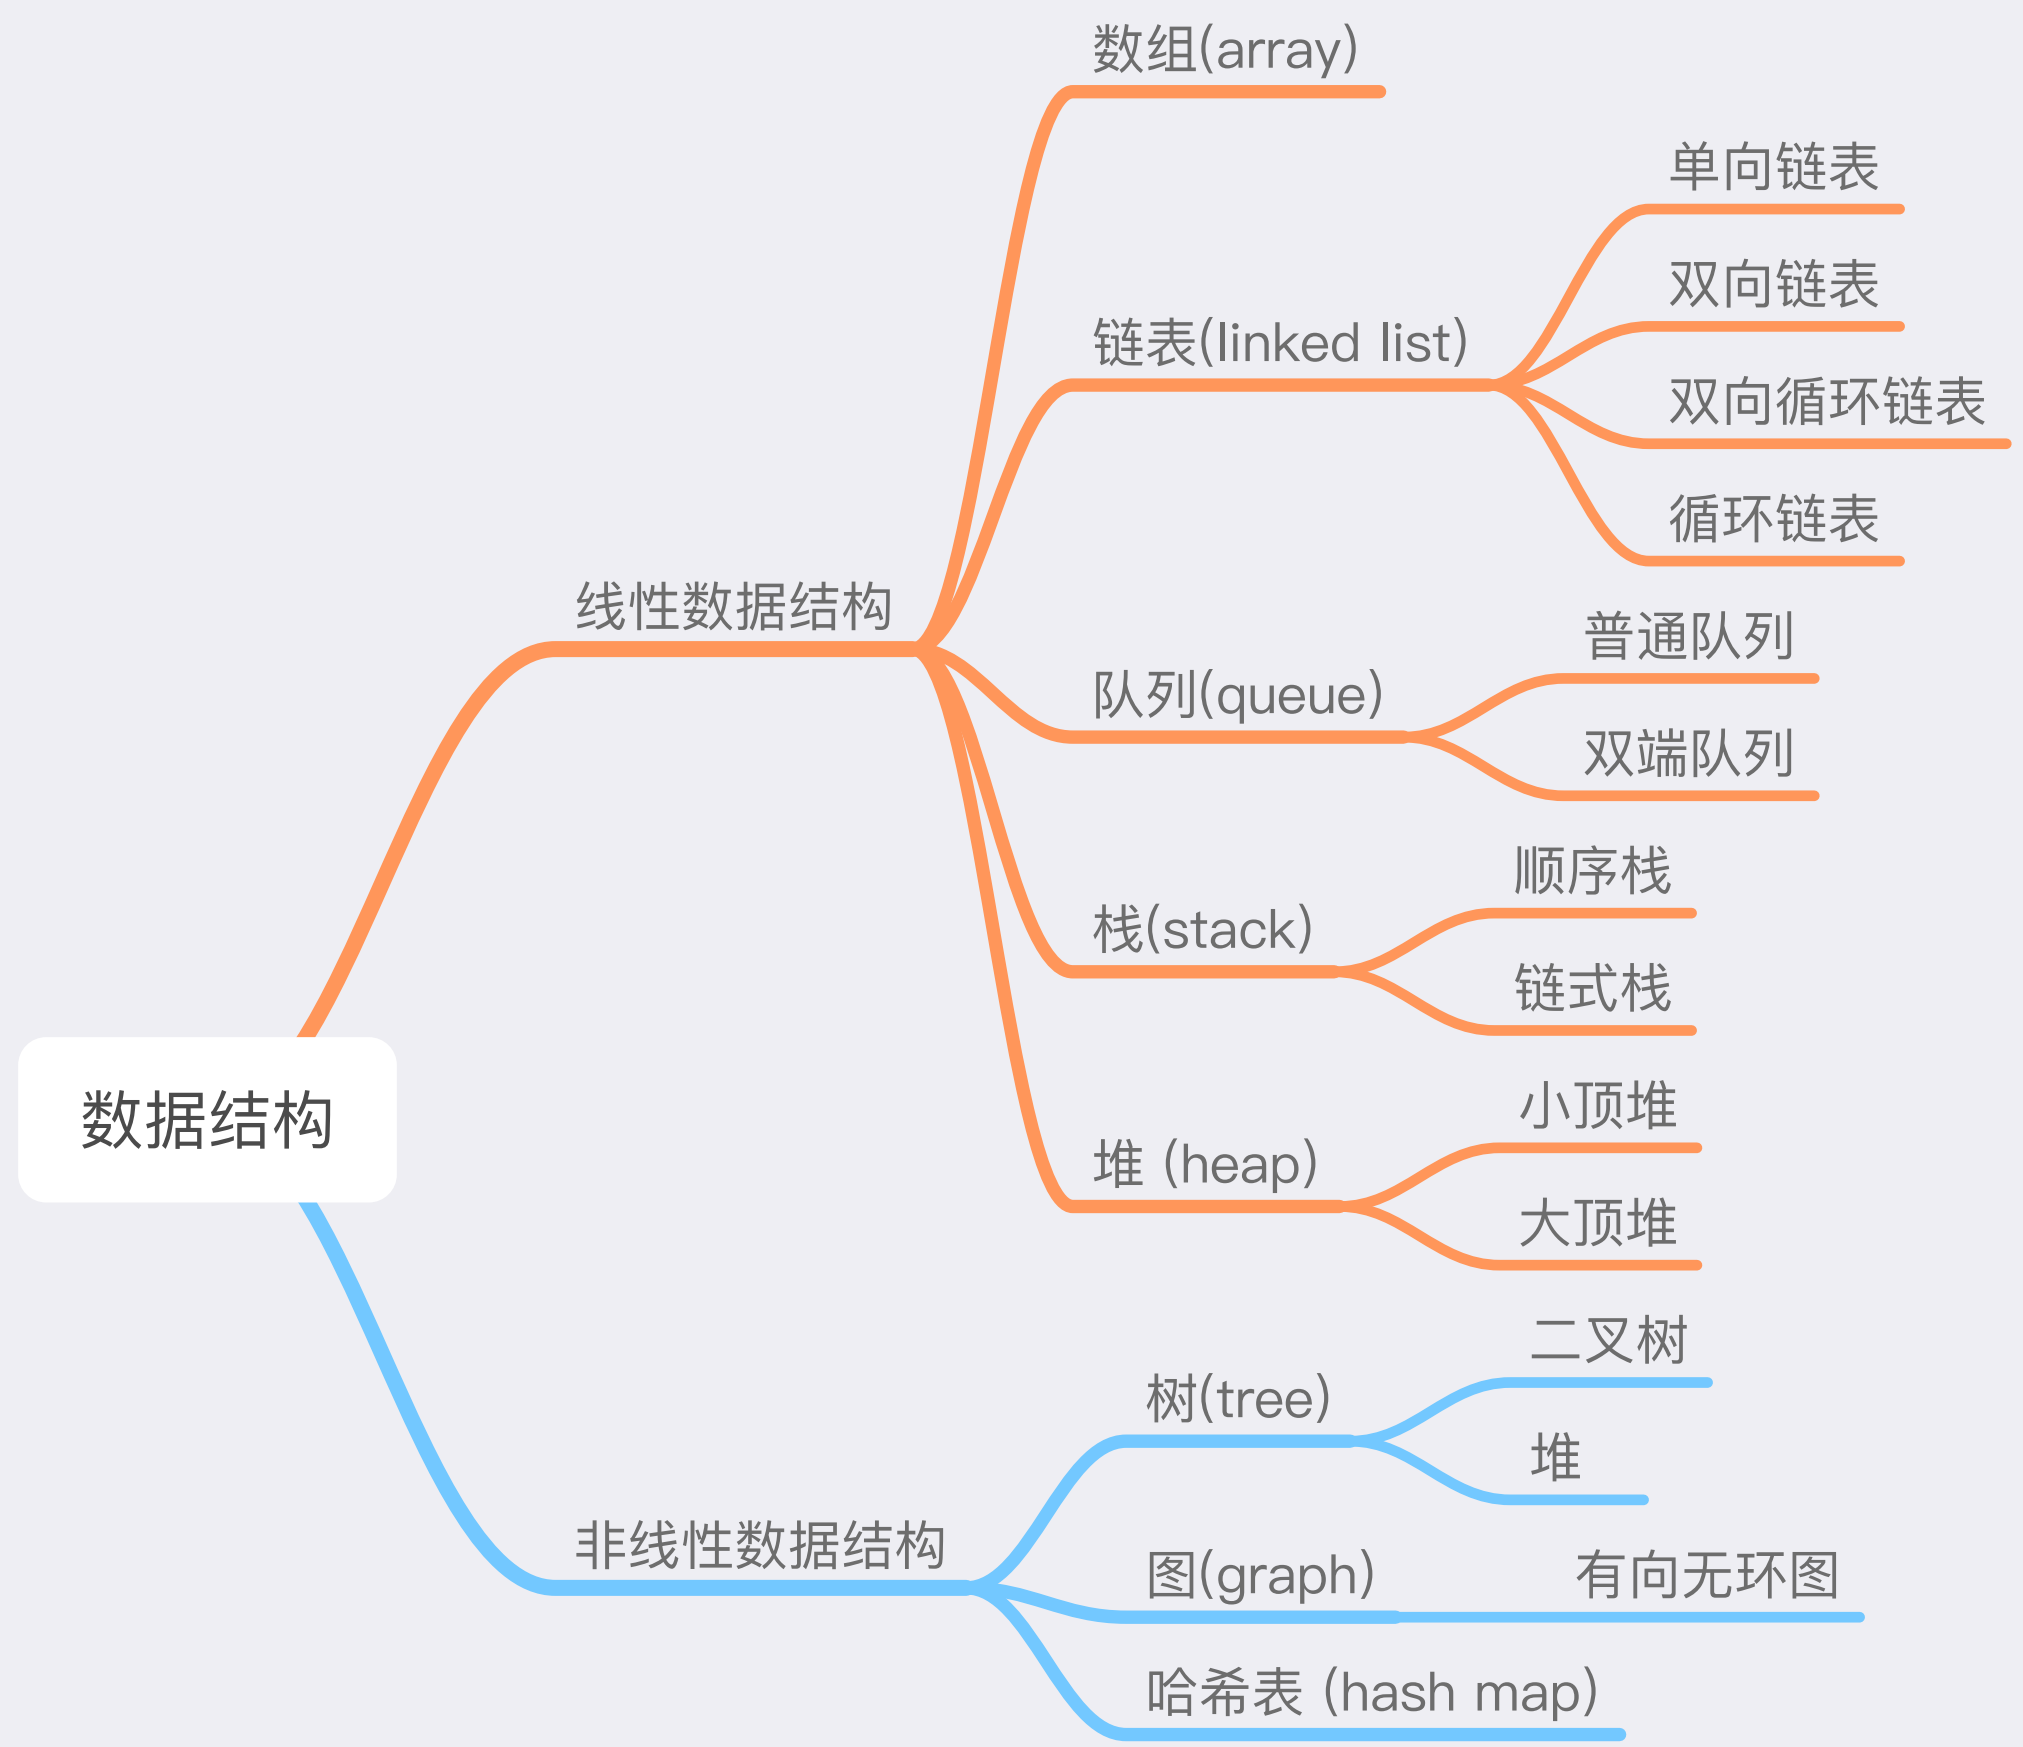 数据结构
线性数据结构
数组(array)
链表(linked list)
单向链表
双向链表
双向循环链表
循环链表
队列(queue)
普通队列
双端队列
栈(stack)
顺序栈
链式栈
堆 (heap)
小顶堆
大顶堆
非线性数据结构
树(tree)
二叉树
堆
图(graph)
有向无环图
哈希表 (hash map)